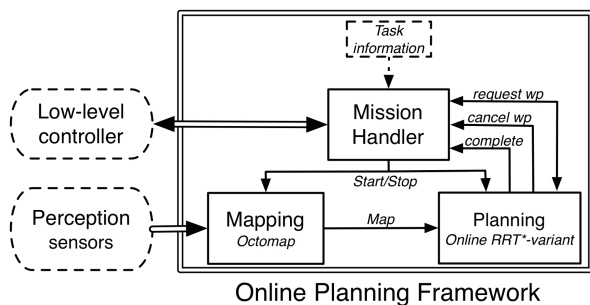 Task
information
Low-level
controller
Mission
Handler
request wp
cancel wp
complete
Start/Stop
Perception
sensors
Mapping
Octomap
Map
Planning
Online RRT*-variant
Online Planning Framework